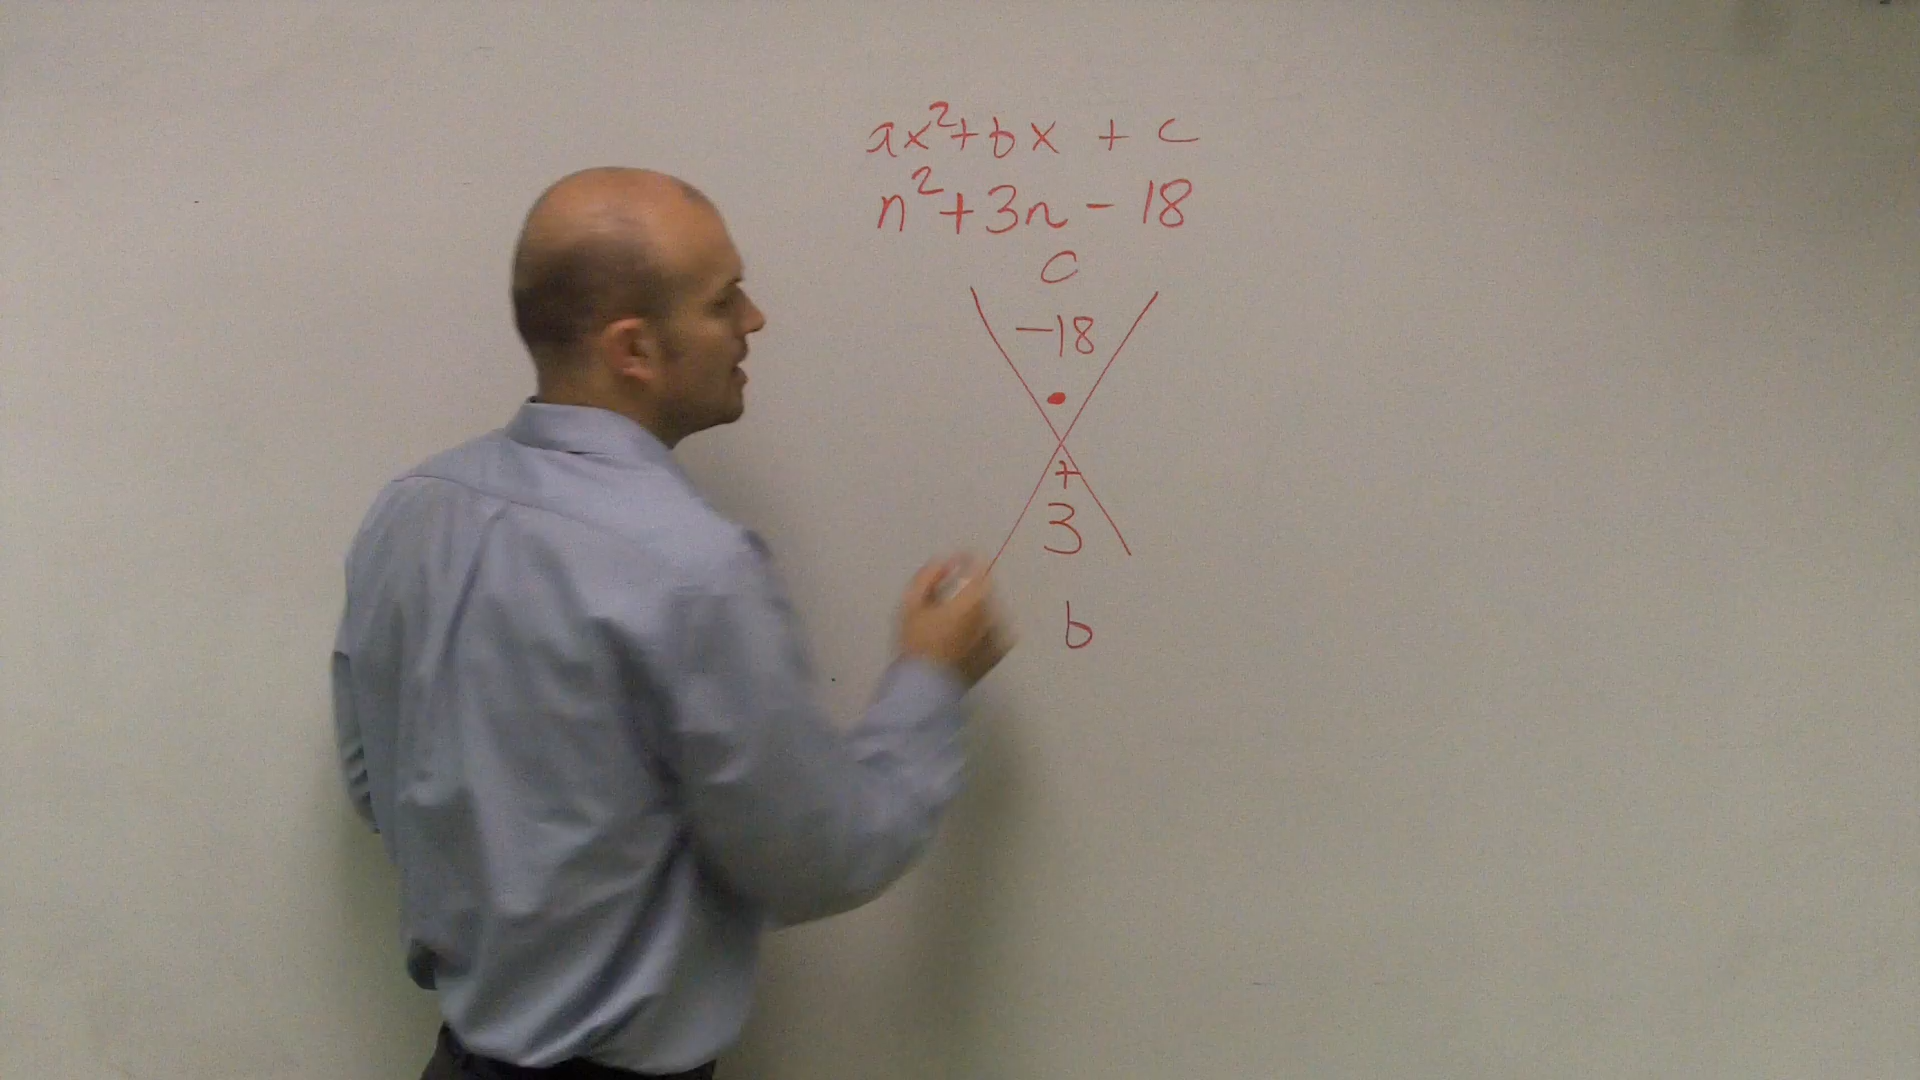 ax²+bx + c
n²+3n - 18
c
-18
•
+
3
b